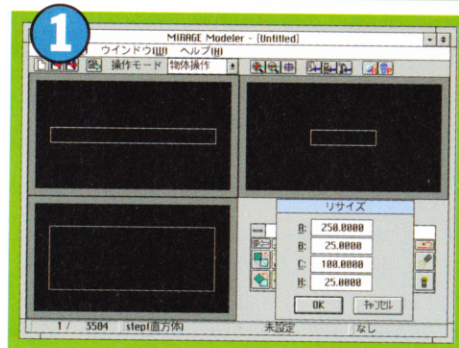 1
MIRAGE Modeler - [Untitled]
ウインドウ(W) ヘルプ(H)
操作モード 物体操作
リサイズ
A: 250.0000
B: 25.0000
C: 100.0000
H: 25.0000
OK キャンセル
1 / 3504 step(直方体) 未設定 なし